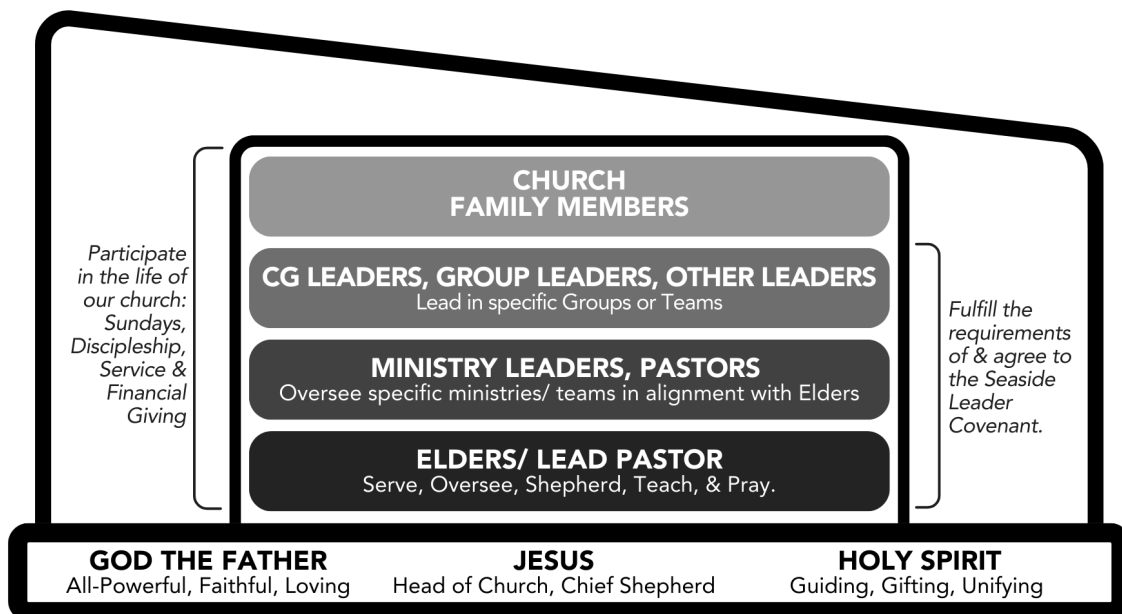 CHURCH
FAMILY MEMBERS
Participate
in the life of
our church:
Sundays,
Discipleship,
Service &
Financial
Giving
CG LEADERS, GROUP LEADERS, OTHER LEADERS
Lead in specific Groups or Teams
MINISTRY LEADERS, PASTORS
Oversee specific ministries/ teams in alignment with Elders
ELDERS/ LEAD PASTOR
Serve, Oversee, Shepherd, Teach, & Pray.
Fulfill the
requirements
of & agree to
the Seaside
Leader
Covenant.
GOD THE FATHER
All-Powerful, Faithful, Loving
JESUS
Head of Church, Chief Shepherd
HOLY SPIRIT
Guiding, Gifting, Unifying